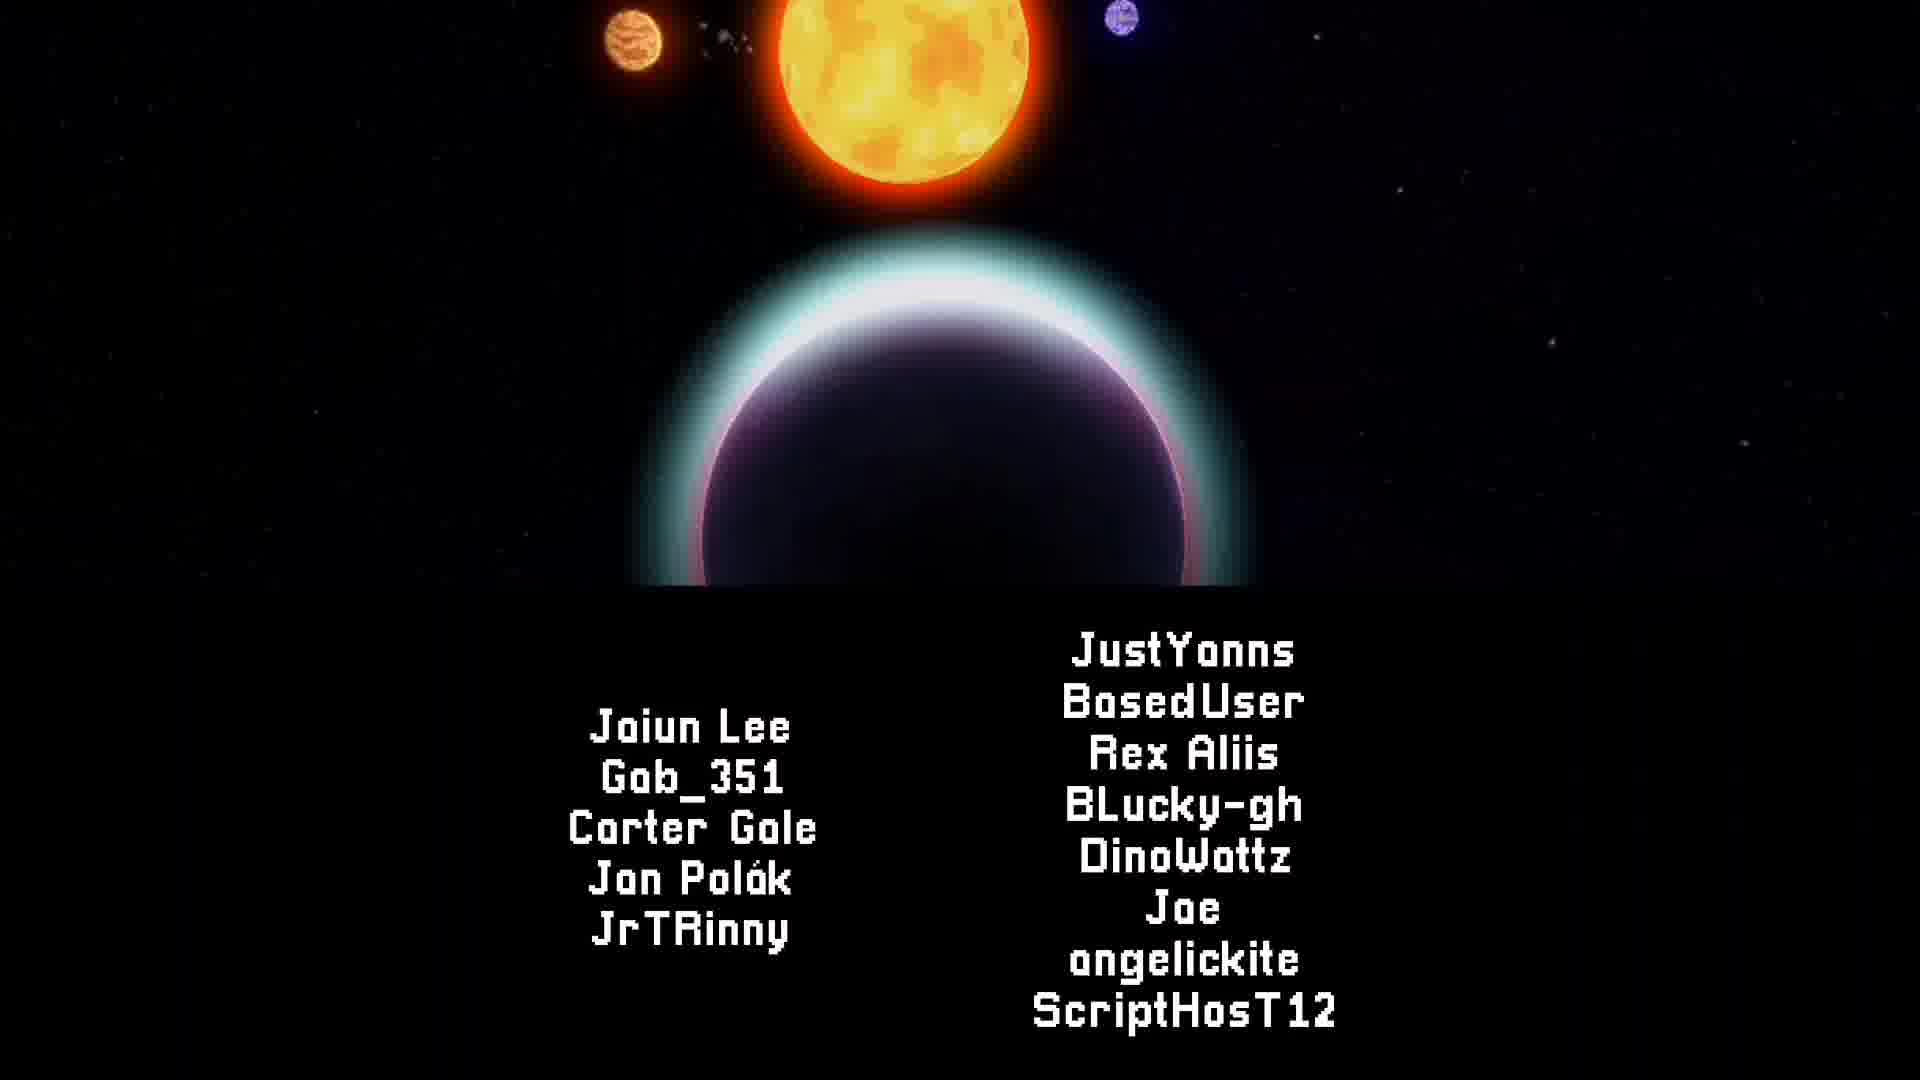 Jaiun Lee
Gab_351
Carter Gale
Jan Polák
JrTRinny
JustYanns
BasedUser
Rex Aliis
BLucky-gh
DinoWattz
Jae
angelickite
ScriptHosT12